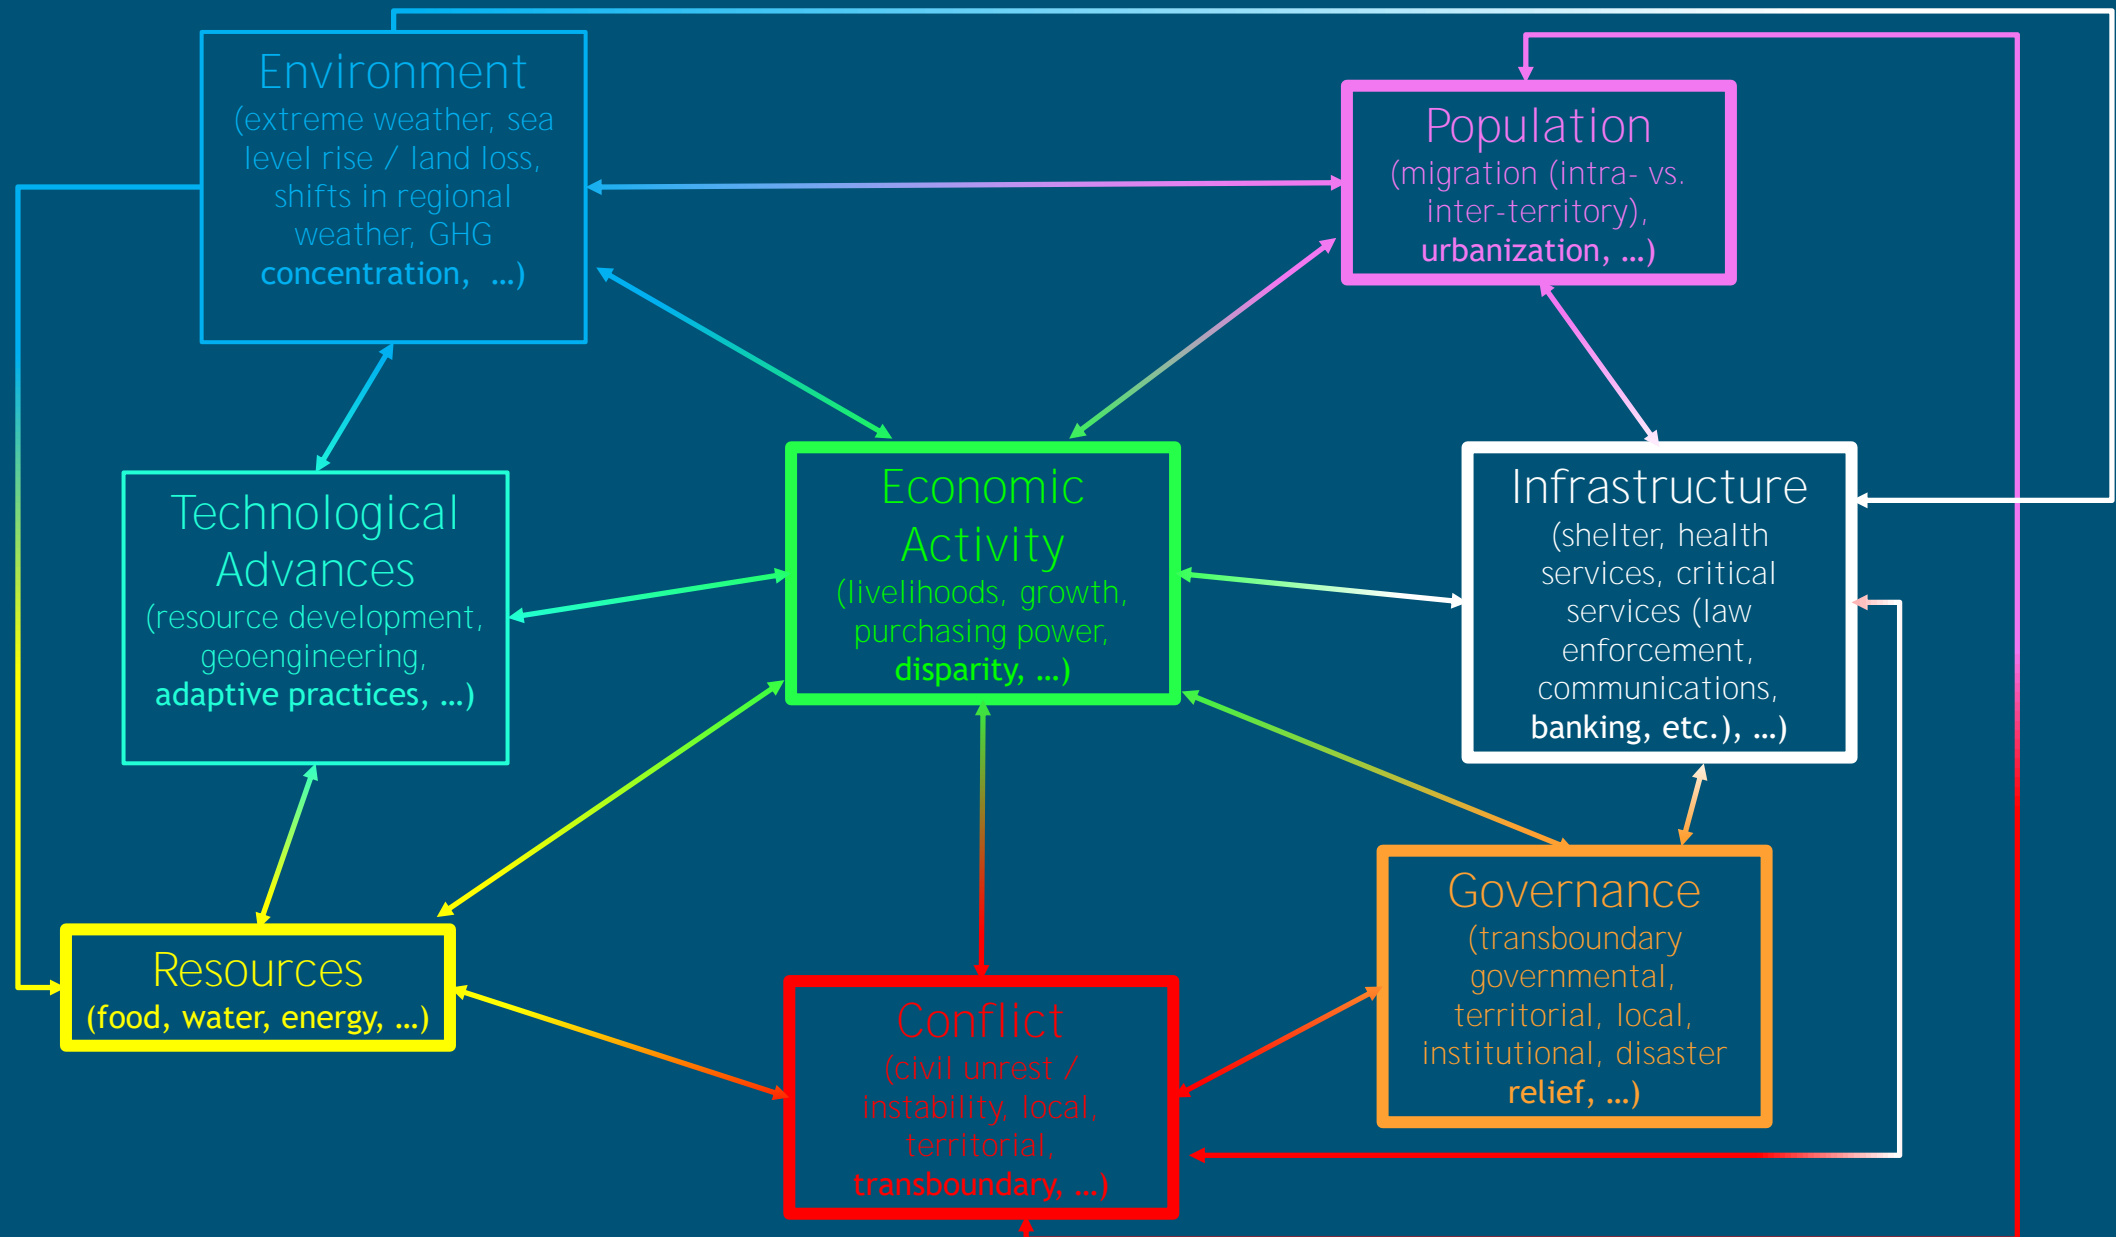 Environment
(extreme weather, sea
level rise / land loss,
shifts in regional
weather, GHG
concentration, ...)
Population
(migration (intra- vs.
inter-territory),
urbanization, ...)
Technological
Advances
(resource development,
geoengineering,
adaptive practices, ...)
Economic
Activity
(livelihoods, growth,
purchasing power,
disparity, ...)
Infrastructure
(shelter, health
services, critical
services (law
enforcement,
communications,
banking, etc.), ...)
Resources
(food, water, energy, ...)
Conflict
(civil unrest /
instability, local,
territorial,
transboundary, ...)
Governance
(transboundary
governmental,
territorial, local,
institutional, disaster
relief, ...)